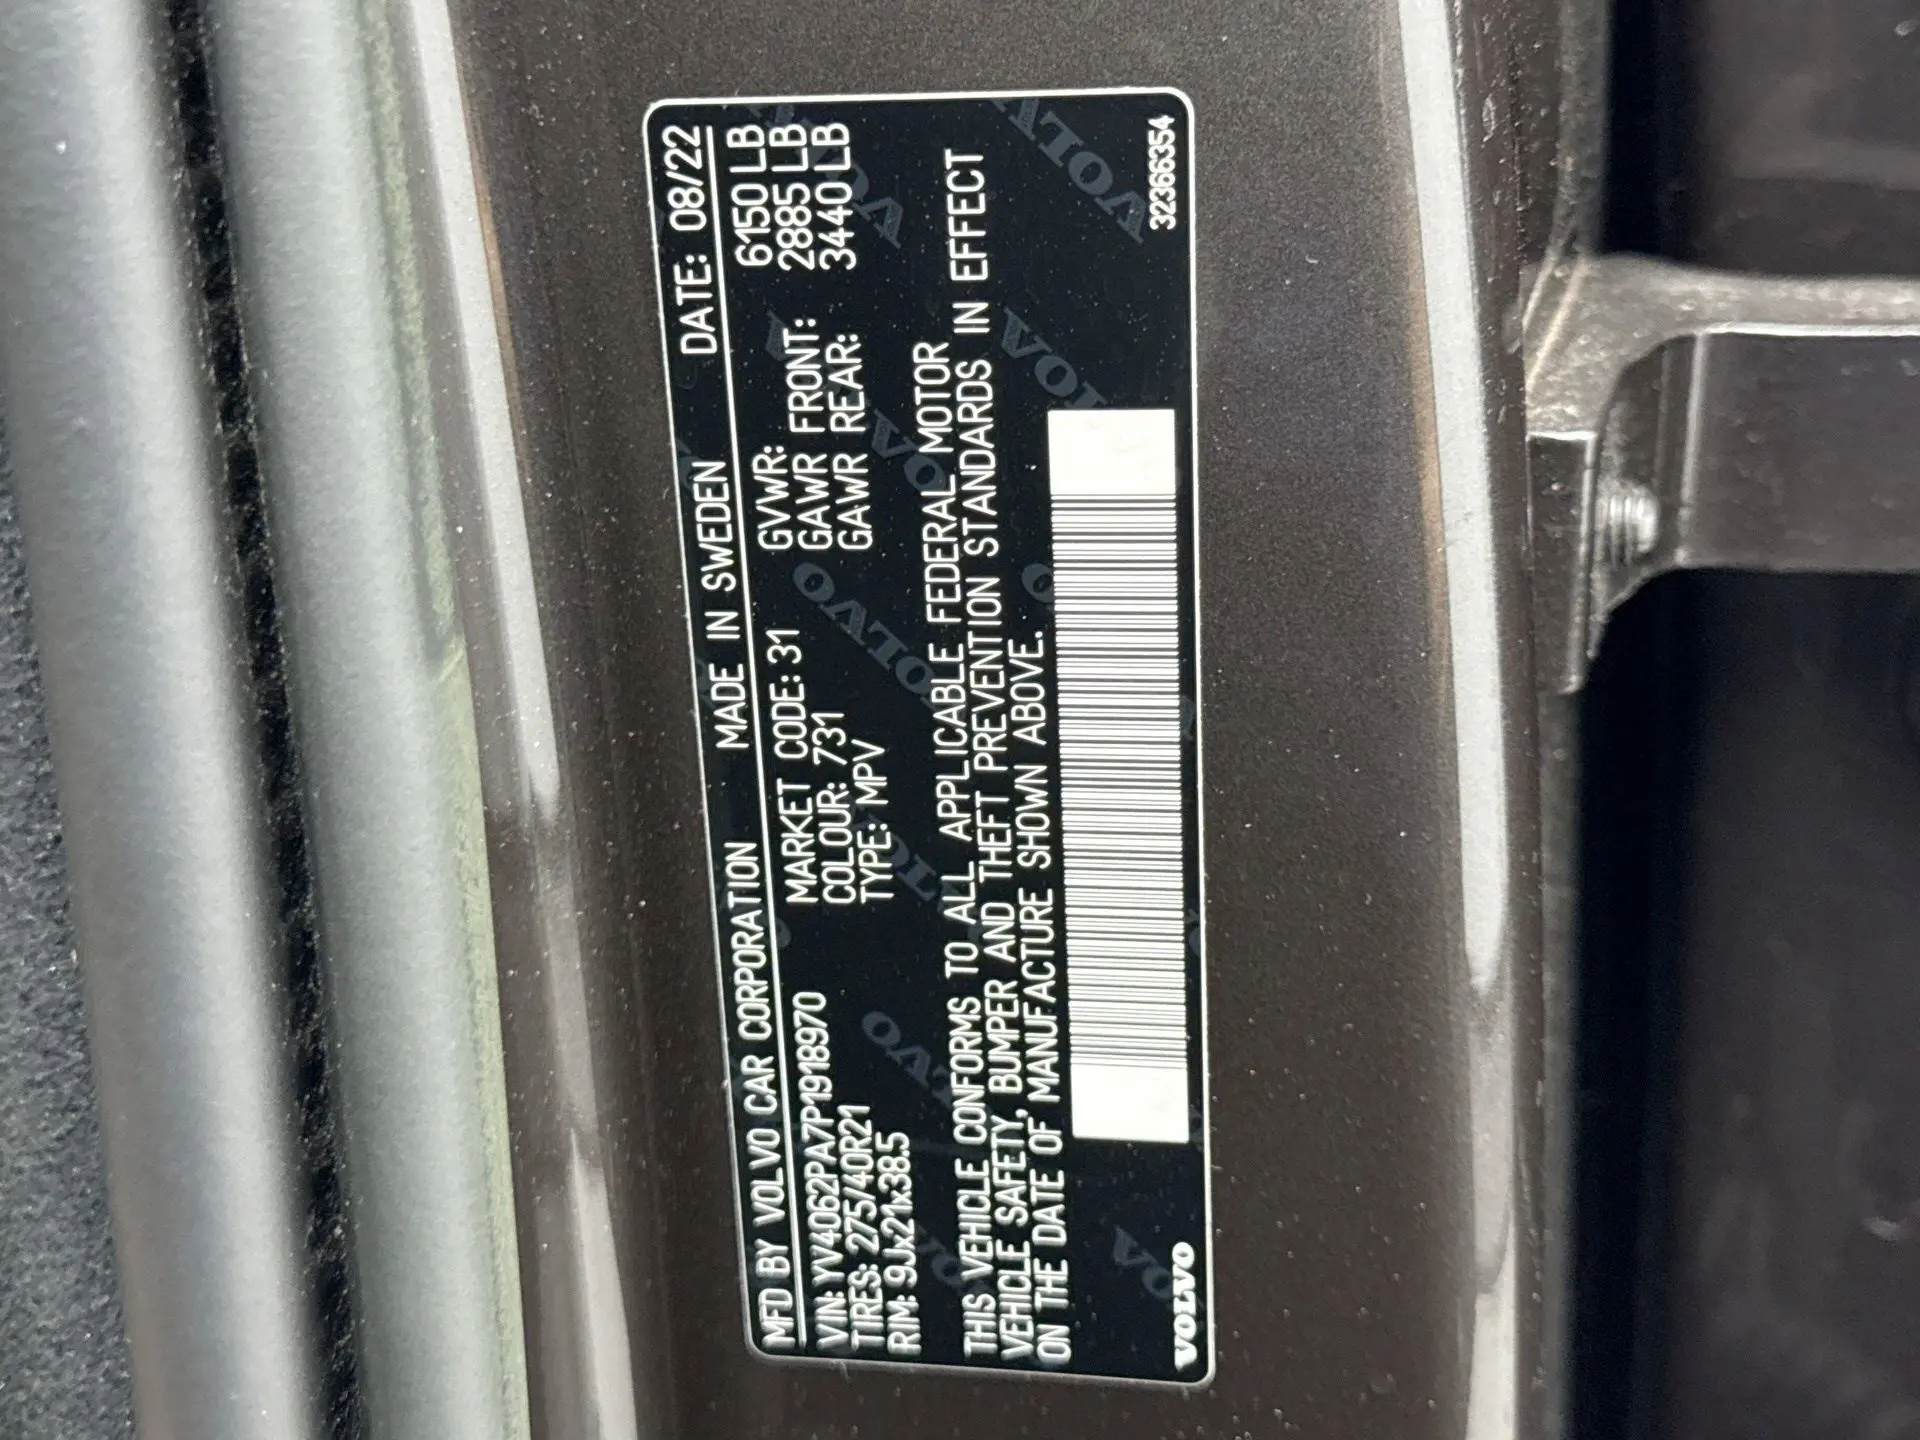 MFD BY VOLVO CAR CORPORATION MADE IN SWEDEN DATE: 08/22
VIN: YV4062PA7P1918970 MARKET CODE: 31 GVWR: 6150 LB
TIRES: 275/40R21 COLOUR: 731 GAWR FRONT: 2885 LB
RIM: 9Jx21x38.5 TYPE: MPV GAWR REAR: 3440 LB
THIS VEHICLE CONFORMS TO ALL APPLICABLE FEDERAL MOTOR
VEHICLE SAFETY, BUMPER AND THEFT PREVENTION STANDARDS IN EFFECT
ON THE DATE OF MANUFACTURE SHOWN ABOVE.
VOLVO 32366354